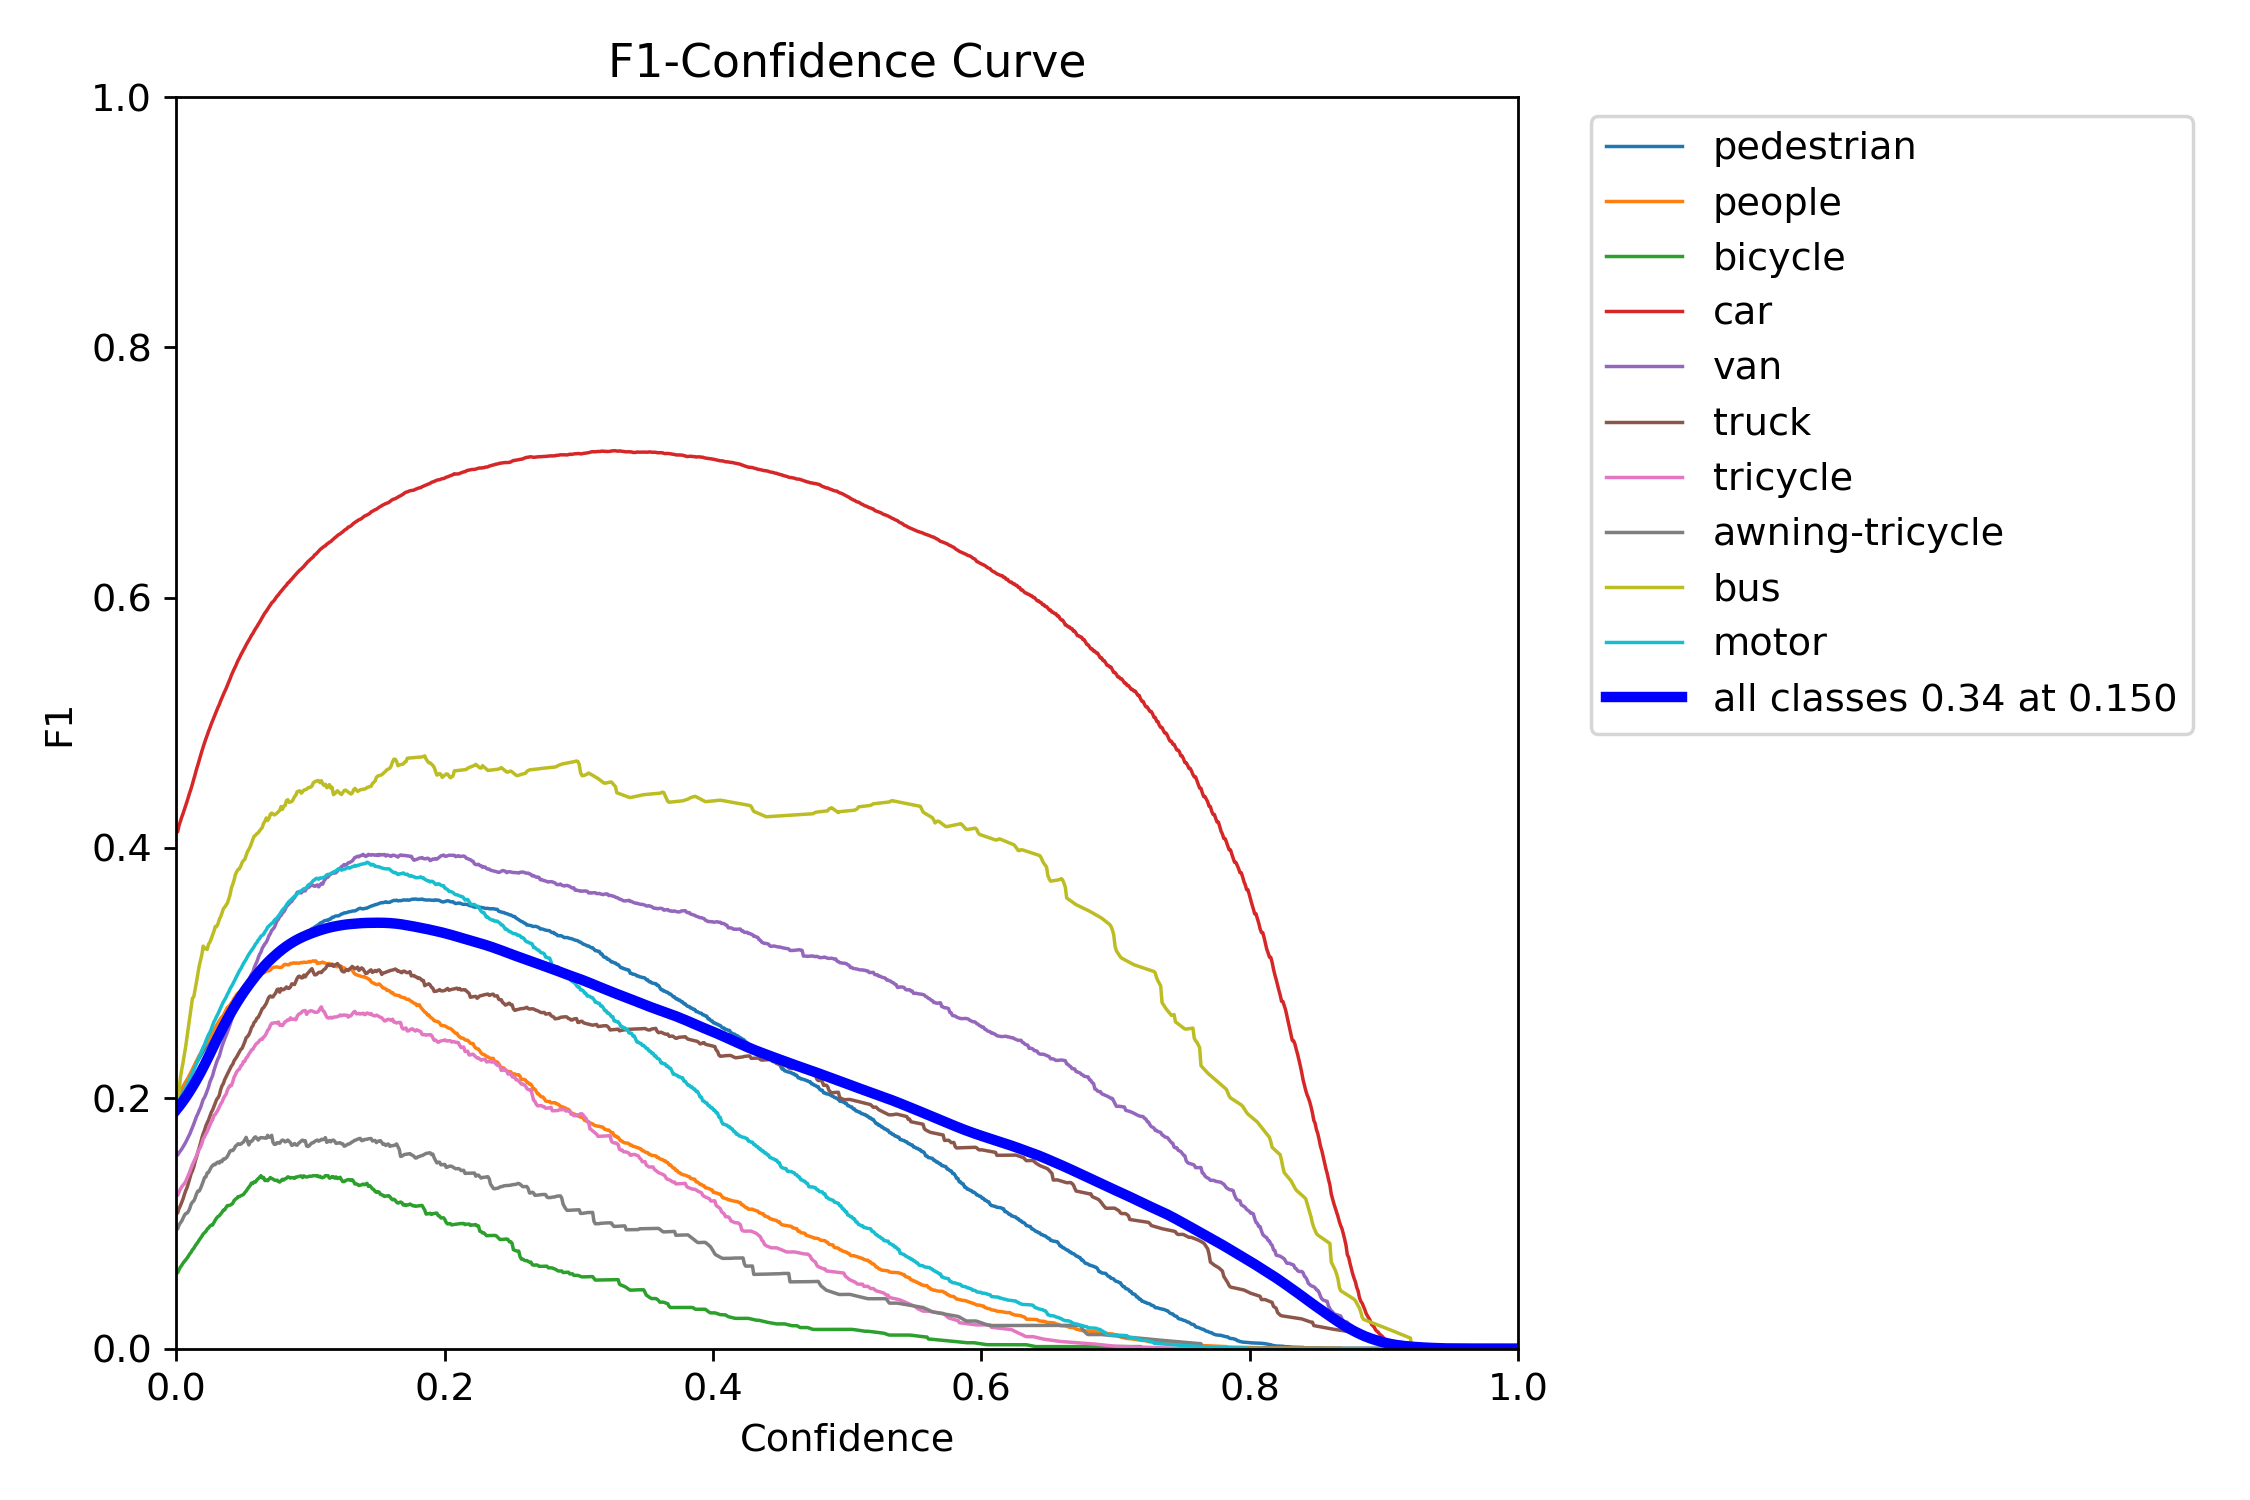 F1-Confidence Curve
1.0
0.8
0.6
0.4
0.2
0.0
F1
0.0 0.2 0.4 0.6 0.8 1.0
Confidence
pedestrian
people
bicycle
car
van
truck
tricycle
awning-tricycle
bus
motor
all classes 0.34 at 0.150